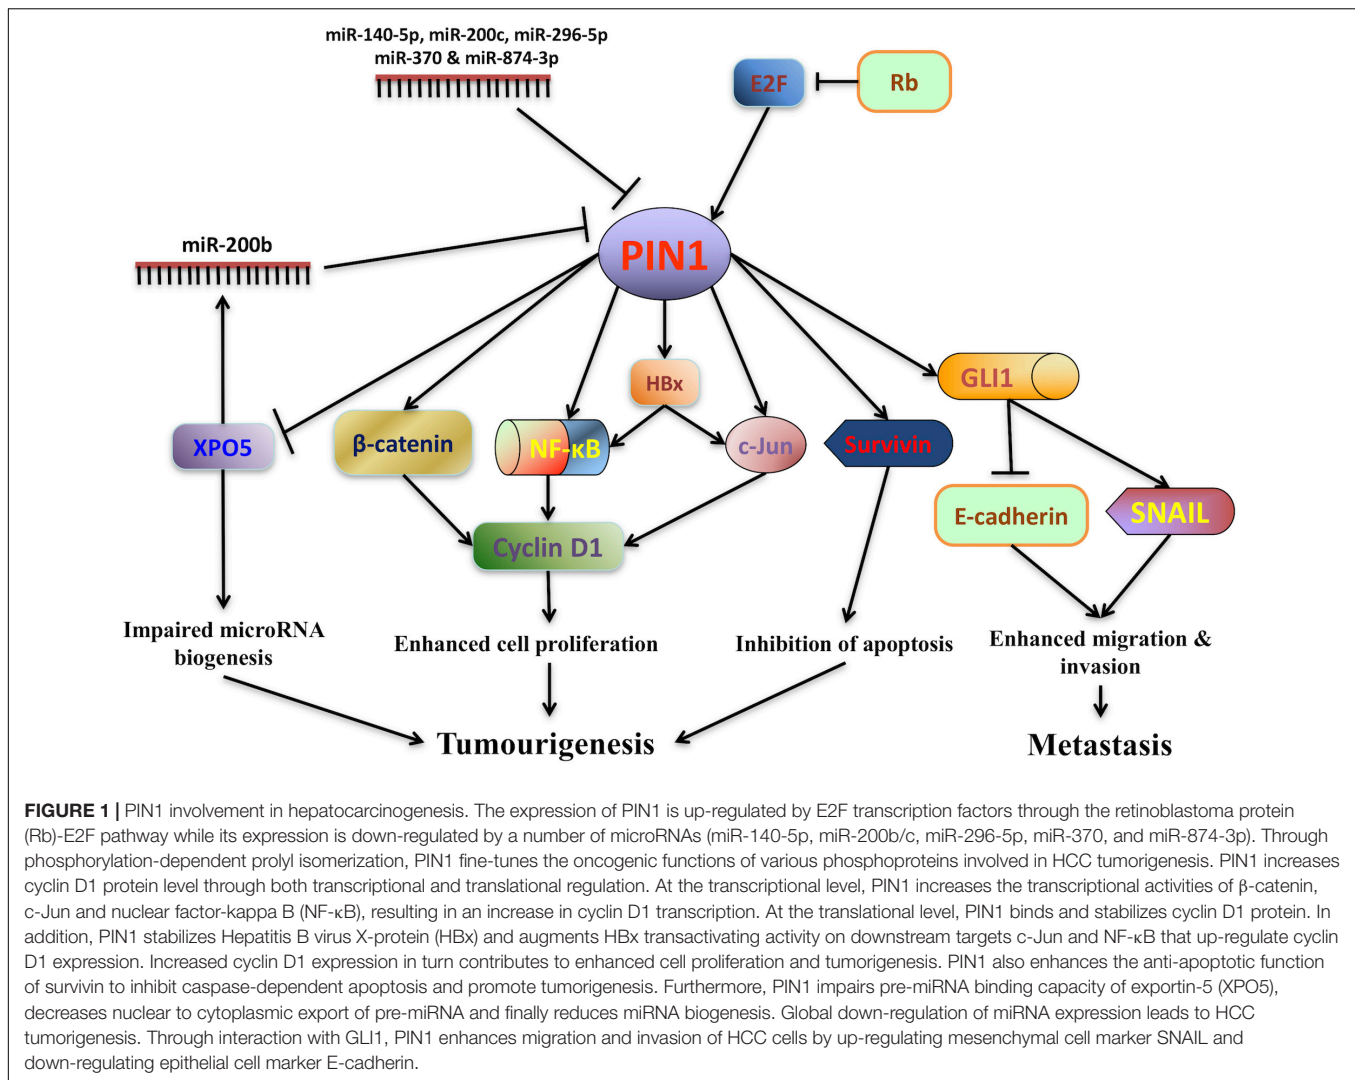 miR-140-5p, miR-200c, miR-296-5p
miR-370 & miR-874-3p
E2F
Rb
miR-200b
PIN1
HBx
GLI1
XPO5
β-catenin
NF-κB
c-Jun
Survivin
E-cadherin
SNAIL
Cyclin D1
Impaired microRNA
biogenesis
Enhanced cell proliferation
Inhibition of apoptosis
Enhanced migration &
invasion
Tumourigenesis
Metastasis
FIGURE 1 | PIN1 involvement in hepatocarcinogenesis. The expression of PIN1 is up-regulated by E2F transcription factors through the retinoblastoma protein
(Rb)-E2F pathway while its expression is down-regulated by a number of microRNAs (miR-140-5p, miR-200b/c, miR-296-5p, miR-370, and miR-874-3p). Through
phosphorylation-dependent prolyl isomerization, PIN1 fine-tunes the oncogenic functions of various phosphoproteins involved in HCC tumorigenesis. PIN1 increases
cyclin D1 protein level through both transcriptional and translational regulation. At the transcriptional level, PIN1 increases the transcriptional activities of β-catenin,
c-Jun and nuclear factor-kappa B (NF-κB), resulting in an increase in cyclin D1 transcription. At the translational level, PIN1 binds and stabilizes cyclin D1 protein. In
addition, PIN1 stabilizes Hepatitis B virus X-protein (HBx) and augments HBx transactivating activity on downstream targets c-Jun and NF-κB that up-regulate cyclin
D1 expression. Increased cyclin D1 expression in turn contributes to enhanced cell proliferation and tumorigenesis. PIN1 also enhances the anti-apoptotic function
of survivin to inhibit caspase-dependent apoptosis and promote tumorigenesis. Furthermore, PIN1 impairs pre-miRNA binding capacity of exportin-5 (XPO5),
decreases nuclear to cytoplasmic export of pre-miRNA and finally reduces miRNA biogenesis. Global down-regulation of miRNA expression leads to HCC
tumorigenesis. Through interaction with GLI1, PIN1 enhances migration and invasion of HCC cells by up-regulating mesenchymal cell marker SNAIL and
down-regulating epithelial cell marker E-cadherin.